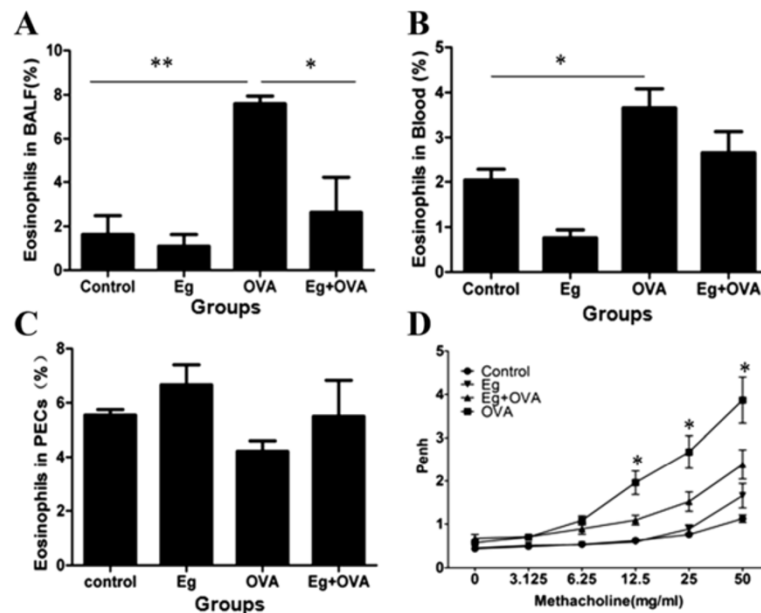 A
Eosinophils in BALF(%)
10
8
6
4
2
0
**
*
Control Eg OVA Eg+OVA
Groups
B
Eosinophils in Blood (%)
5
4
3
2
1
0
*
Control Eg OVA Eg+OVA
Groups
C
Eosinophils in PECs (%)
8
6
4
2
0
control Eg OVA Eg+OVA
Groups
D
Penh
5
4
3
2
1
0
Control
Eg
Eg+OVA
OVA
*
*
*
0 3.125 6.25 12.5 25 50
Methacholine(mg/ml)